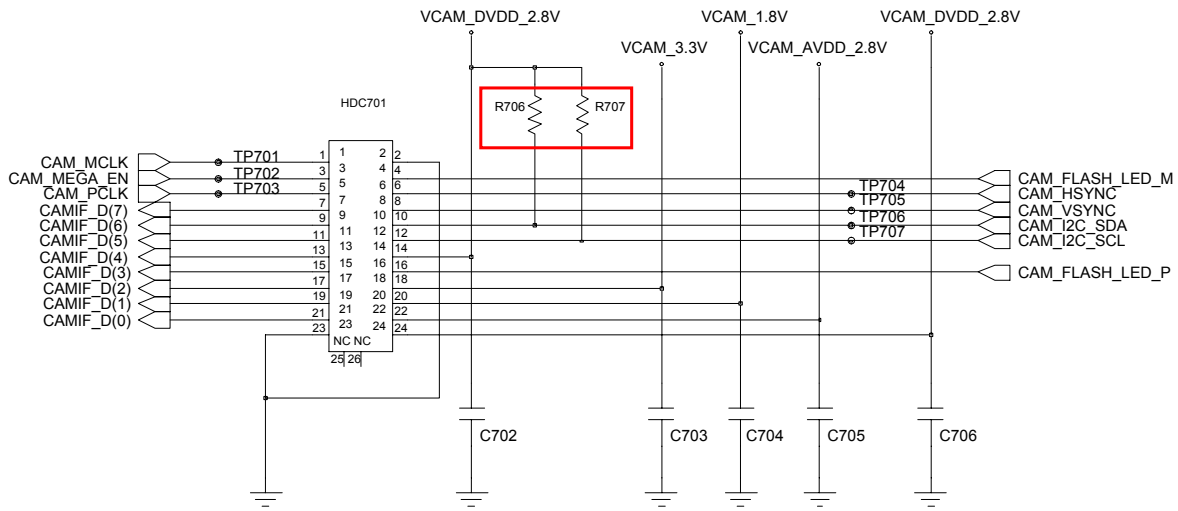 VCAM_DVDD_2.8V
VCAM_1.8V
VCAM_DVDD_2.8V
VCAM_3.3V
VCAM_AVDD_2.8V
HDC701
R706
R707
CAM_MCLK
TP701
1
1
2
2
CAM_MEGA_EN
TP702
3
3
4
4
CAM_FLASH_LED_M
CAM_PCLK
TP703
5
5
6
6
TP704
CAM_HSYNC
CAMIF_D(7)
7
7
8
8
TP705
CAM_VSYNC
CAMIF_D(6)
9
9
10
10
TP706
CAM_I2C_SDA
CAMIF_D(5)
11
11
12
12
TP707
CAM_I2C_SCL
CAMIF_D(4)
13
13
14
14
CAMIF_D(3)
15
15
16
16
CAM_FLASH_LED_P
CAMIF_D(2)
17
17
18
18
CAMIF_D(1)
19
19
20
20
CAMIF_D(0)
21
21
22
22
23
23
24
24
NC NC
25
26
C702
C703
C704
C705
C706